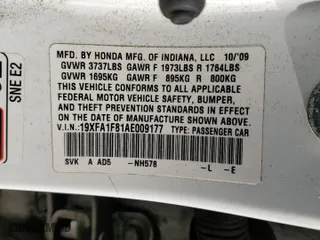 MFD. BY HONDA MFG. OF INDIANA, LLC 10/'09
GVWR 3737LBS GAWR F 1973LBS R 1764LBS
GVWR 1695KG GAWR F 895KG R 800KG
THIS VEHICLE CONFORMS TO ALL APPLICABLE
FEDERAL MOTOR VEHICLE SAFETY, BUMPER, AND
THEFT PREVENTION STANDARDS IN EFFECT ON
THE DATE OF MANUFACTURE SHOWN ABOVE.
V.I.N.: 19XFA1F81AE009177 TYPE: PASSENGER CAR
SVK A AD5 -NH578 -L -E
SNE E2